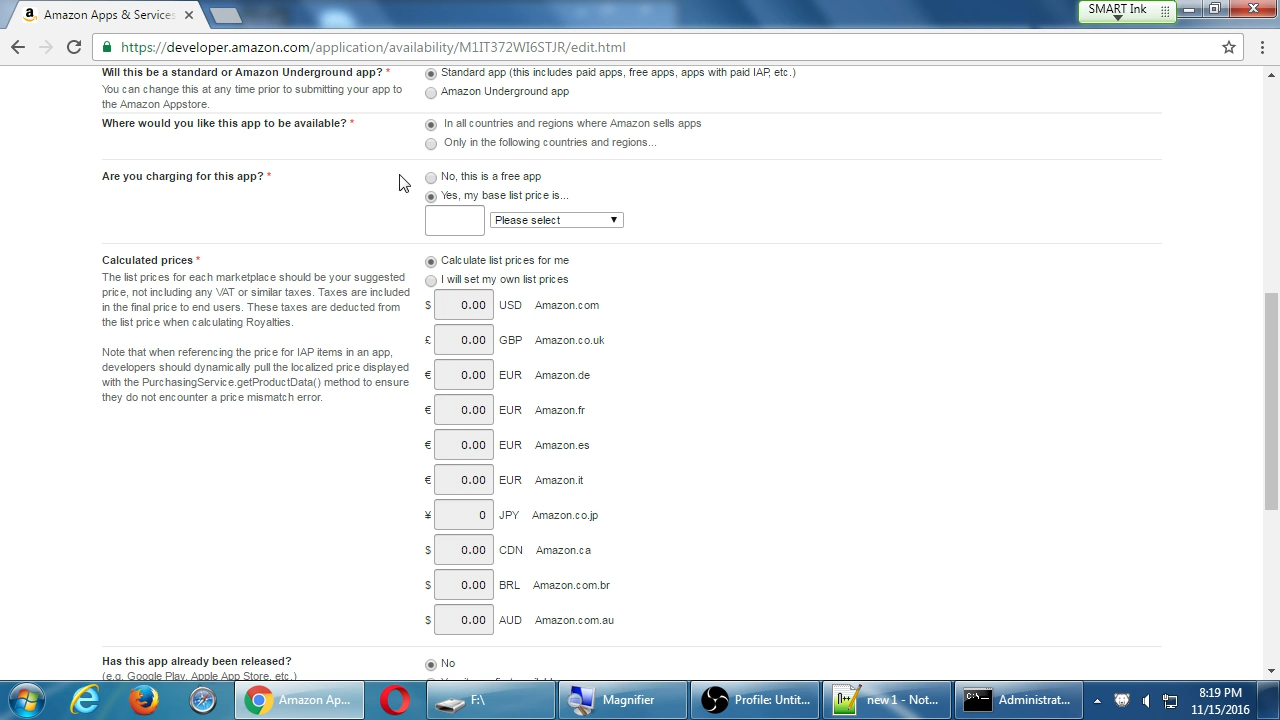 Amazon Apps & Services
SMART Ink
https://developer.amazon.com/application/availability/M1IT372WI6STJR/edit.html
Will this be a standard or Amazon Underground app? *
Standard app (this includes paid apps, free apps, apps with paid IAP, etc.)
You can change this at any time prior to submitting your app to
the Amazon Appstore.
Amazon Underground app
Where would you like this app to be available? *
In all countries and regions where Amazon sells apps
Only in the following countries and regions...
Are you charging for this app? *
No, this is a free app
Yes, my base list price is...
Please select
Calculated prices *
Calculate list prices for me
The list prices for each marketplace should be your suggested
price, not including any VAT or similar taxes. Taxes are included
in the final price to end users. These taxes are deducted from
the list price when calculating Royalties.
Note that when referencing the price for IAP items in an app,
developers should dynamically pull the localized price displayed
with the PurchasingService.getProductData() method to ensure
they do not encounter a price mismatch error.
I will set my own list prices
$ 0.00 USD Amazon.com
£ 0.00 GBP Amazon.co.uk
€ 0.00 EUR Amazon.de
€ 0.00 EUR Amazon.fr
€ 0.00 EUR Amazon.es
€ 0.00 EUR Amazon.it
¥ 0 JPY Amazon.co.jp
$ 0.00 CDN Amazon.ca
$ 0.00 BRL Amazon.com.br
$ 0.00 AUD Amazon.com.au
Has this app already been released?
No
(e.g. Google Play, Apple App Store, etc.)
Amazon Ap...
F:\
Magnifier
Profile: Untit...
new 1 - Not...
Administrat...
8:19 PM
11/15/2016